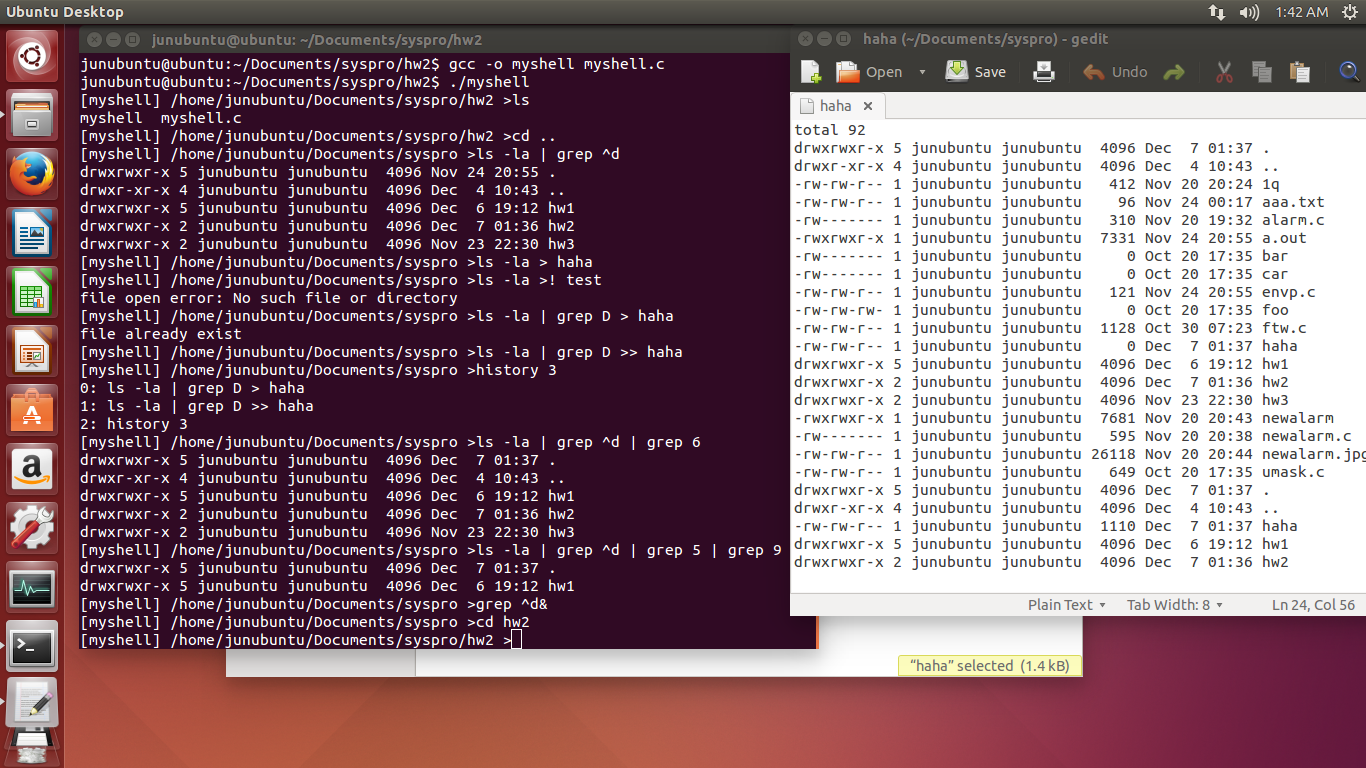 Ubuntu Desktop
1:42 AM
junubuntu@ubuntu: ~/Documents/syspro/hw2
junubuntu@ubuntu:~/Documents/syspro/hw2$ gcc -o myshell myshell.c
junubuntu@ubuntu:~/Documents/syspro/hw2$ ./myshell
[myshell] /home/junubuntu/Documents/syspro/hw2 >ls
myshell  myshell.c
[myshell] /home/junubuntu/Documents/syspro/hw2 >cd ..
[myshell] /home/junubuntu/Documents/syspro >ls -la | grep ^d
drwxrwxr-x 5 junubuntu junubuntu  4096 Nov 24 20:55 .
drwxr-xr-x 4 junubuntu junubuntu  4096 Dec  4 10:43 ..
drwxrwxr-x 5 junubuntu junubuntu  4096 Dec  6 19:12 hw1
drwxrwxr-x 2 junubuntu junubuntu  4096 Dec  7 01:36 hw2
drwxrwxr-x 2 junubuntu junubuntu  4096 Nov 23 22:30 hw3
[myshell] /home/junubuntu/Documents/syspro >ls -la > haha
[myshell] /home/junubuntu/Documents/syspro >ls -la >! test
file open error: No such file or directory
[myshell] /home/junubuntu/Documents/syspro >ls -la | grep D > haha
file already exist
[myshell] /home/junubuntu/Documents/syspro >ls -la | grep D >> haha
[myshell] /home/junubuntu/Documents/syspro >history 3
0: ls -la | grep D > haha
1: ls -la | grep D >> haha
2: history 3
[myshell] /home/junubuntu/Documents/syspro >ls -la | grep ^d | grep 6
drwxrwxr-x 5 junubuntu junubuntu  4096 Dec  7 01:37 .
drwxr-xr-x 4 junubuntu junubuntu  4096 Dec  4 10:43 ..
drwxrwxr-x 5 junubuntu junubuntu  4096 Dec  6 19:12 hw1
drwxrwxr-x 2 junubuntu junubuntu  4096 Dec  7 01:36 hw2
drwxrwxr-x 2 junubuntu junubuntu  4096 Nov 23 22:30 hw3
[myshell] /home/junubuntu/Documents/syspro >ls -la | grep ^d | grep 5 | grep 9
drwxrwxr-x 5 junubuntu junubuntu  4096 Dec  7 01:37 .
drwxrwxr-x 5 junubuntu junubuntu  4096 Dec  6 19:12 hw1
[myshell] /home/junubuntu/Documents/syspro >grep ^d&
[myshell] /home/junubuntu/Documents/syspro >cd hw2
[myshell] /home/junubuntu/Documents/syspro/hw2 >
haha (~/Documents/syspro) - gedit
Open Save Undo
haha
total 92
drwxrwxr-x 5 junubuntu junubuntu  4096 Dec  7 01:37 .
drwxr-xr-x 4 junubuntu junubuntu  4096 Dec  4 10:43 ..
-rw-rw-r-- 1 junubuntu junubuntu   412 Nov 20 20:24 1q
-rw-rw-r-- 1 junubuntu junubuntu    96 Nov 24 00:17 aaa.txt
-rw------- 1 junubuntu junubuntu   310 Nov 20 19:32 alarm.c
-rwxrwxr-x 1 junubuntu junubuntu  7331 Nov 24 20:55 a.out
-rw------- 1 junubuntu junubuntu     0 Oct 20 17:35 bar
-rw------- 1 junubuntu junubuntu     0 Oct 20 17:35 car
-rw-rw-r-- 1 junubuntu junubuntu   121 Nov 24 20:55 envp.c
-rw-rw-rw- 1 junubuntu junubuntu     0 Oct 20 17:35 foo
-rw-rw-r-- 1 junubuntu junubuntu  1128 Oct 30 07:23 ftw.c
-rw-rw-r-- 1 junubuntu junubuntu     0 Dec  7 01:37 haha
drwxrwxr-x 5 junubuntu junubuntu  4096 Dec  6 19:12 hw1
drwxrwxr-x 2 junubuntu junubuntu  4096 Dec  7 01:36 hw2
drwxrwxr-x 2 junubuntu junubuntu  4096 Nov 23 22:30 hw3
-rwxrwxr-x 1 junubuntu junubuntu  7681 Nov 20 20:43 newalarm
-rw------- 1 junubuntu junubuntu   595 Nov 20 20:38 newalarm.c
-rw-rw-r-- 1 junubuntu junubuntu 26118 Nov 20 20:44 newalarm.jpg
-rw-rw-r-- 1 junubuntu junubuntu   649 Oct 20 17:35 umask.c
drwxrwxr-x 5 junubuntu junubuntu  4096 Dec  7 01:37 .
drwxr-xr-x 4 junubuntu junubuntu  4096 Dec  4 10:43 ..
-rw-rw-r-- 1 junubuntu junubuntu  1110 Dec  7 01:37 haha
drwxrwxr-x 5 junubuntu junubuntu  4096 Dec  6 19:12 hw1
drwxrwxr-x 2 junubuntu junubuntu  4096 Dec  7 01:36 hw2
Plain Text Tab Width: 8 Ln 24, Col 56
“haha” selected (1.4 kB)